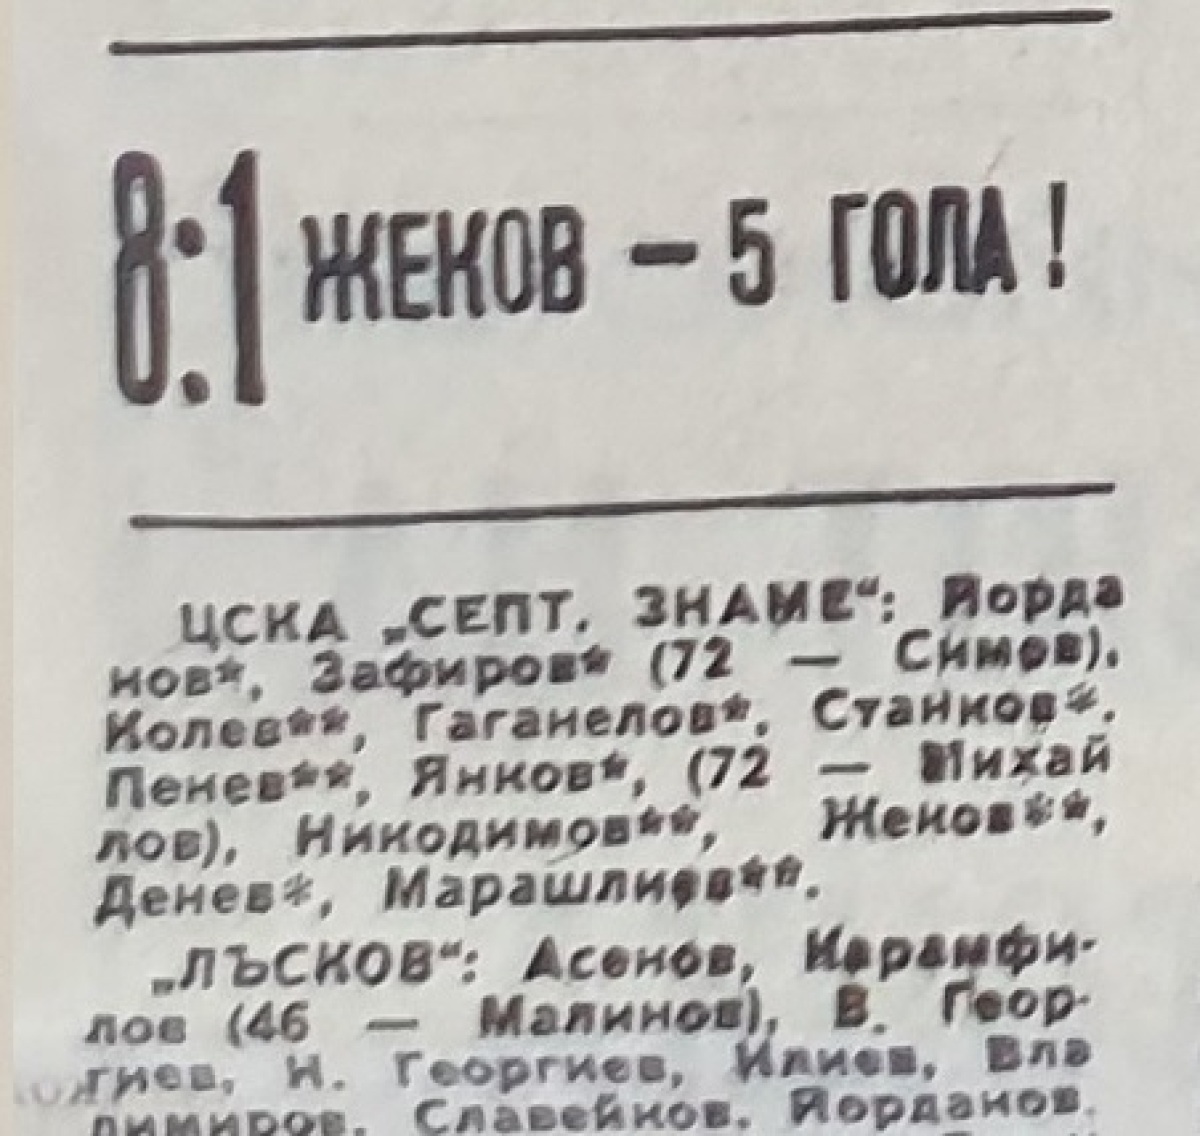 8:1 ЖЕКОВ – 5 ГОЛА!
ЦСКА „СЕПТ. ЗНАМЕ“: Йорда
нов*, Зафиров* (72 — Симов),
Колев**, Гаганелов*, Станков*,
Пенев**, Янков*, (72 — Михай
лов), Никодимов**, Жеков***,
Денев*, Марашлиев**.
„ЛЪСКОВ“: Асенов, Карамфи-
лов (46 — Малинов), В. Геор-
гиев, Н. Георгиев, Илиев, Вла
димиров, Славейков, Йорданов,